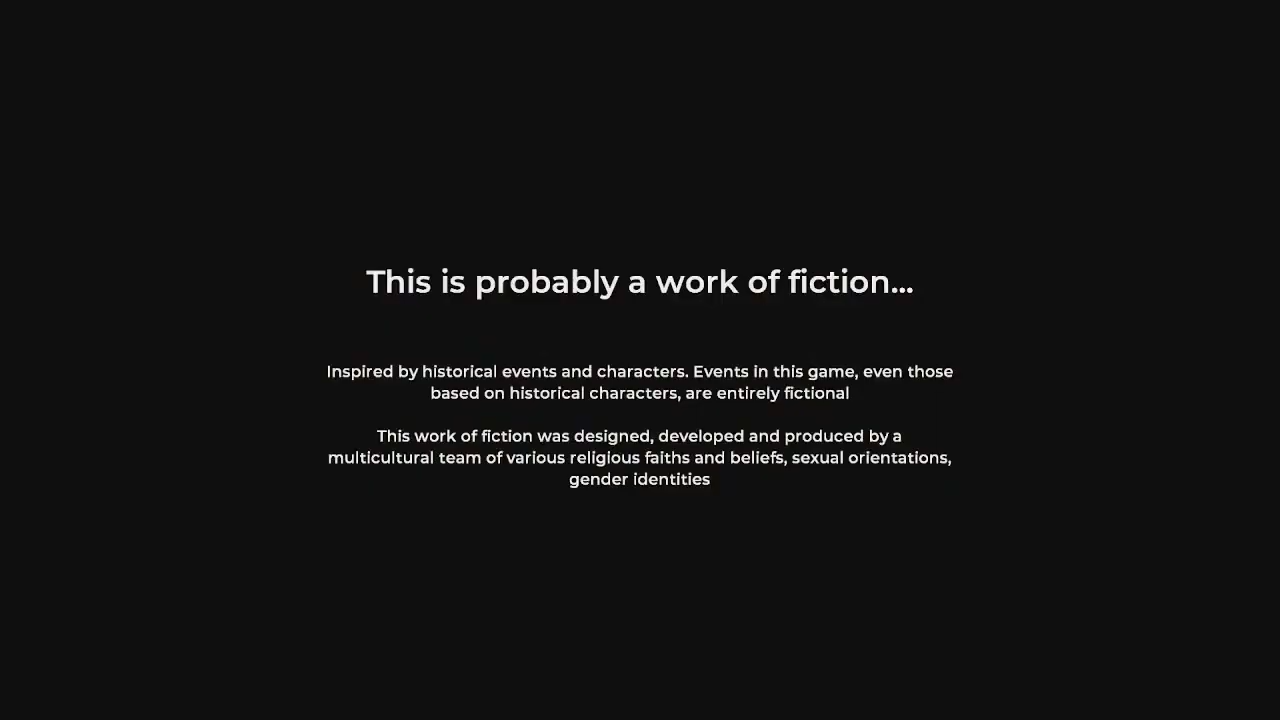 This is probably a work of fiction...
Inspired by historical events and characters. Events in this game, even those
based on historical characters, are entirely fictional
This work of fiction was designed, developed and produced by a
multicultural team of various religious faiths and beliefs, sexual orientations,
gender identities